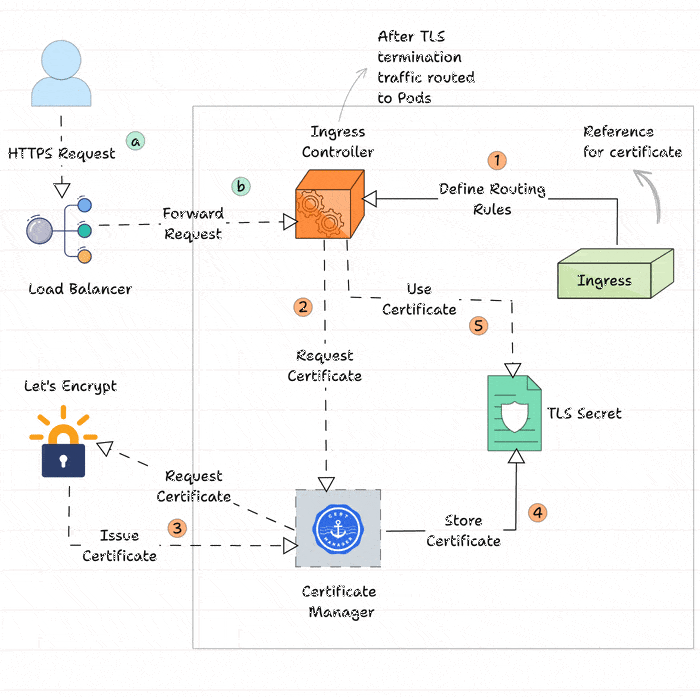 After TLS
termination
traffic routed
to Pods
a
HTTPS Request
Ingress
Controller
Reference
for certificate
1
b
Define Routing
Rules
Forward
Request
Load Balancer
Ingress
2
Use
Certificate
5
Request
Certificate
Let's Encrypt
TLS Secret
Request
Certificate
3
Issue
Certificate
CERT
MANAGER
4
Store
Certificate
Certificate
Manager